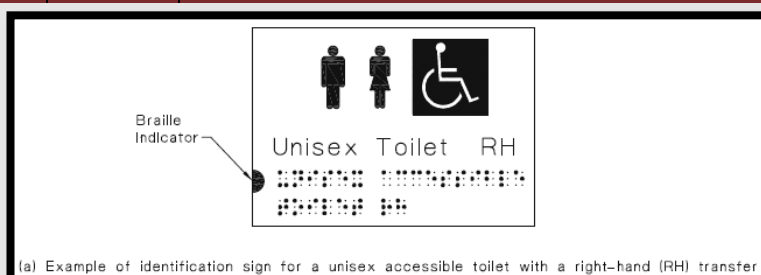 Braille
Indicator
Unisex Toilet RH
(a) Example of identification sign for a unisex accessible toilet with a right-hand (RH) transfer